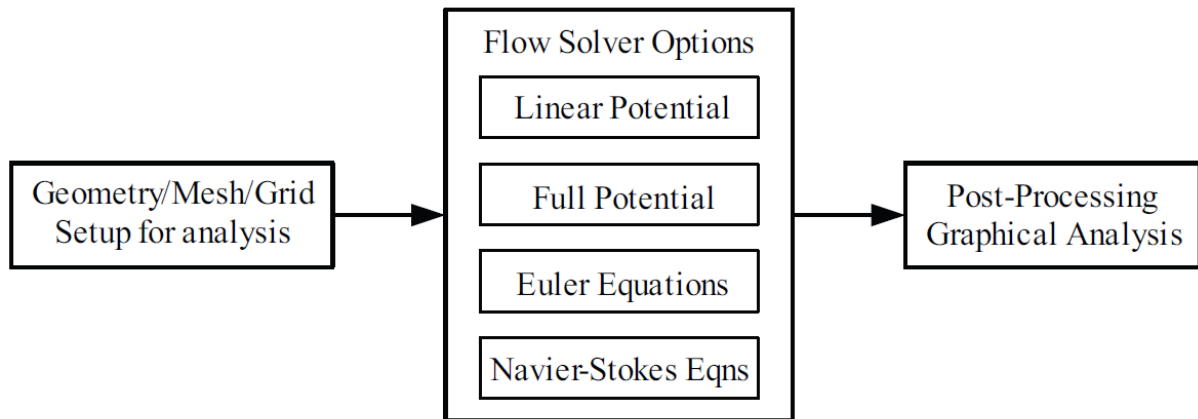 Geometry/Mesh/Grid
Setup for analysis
Flow Solver Options
Linear Potential
Full Potential
Euler Equations
Navier-Stokes Eqns
Post-Processing
Graphical Analysis